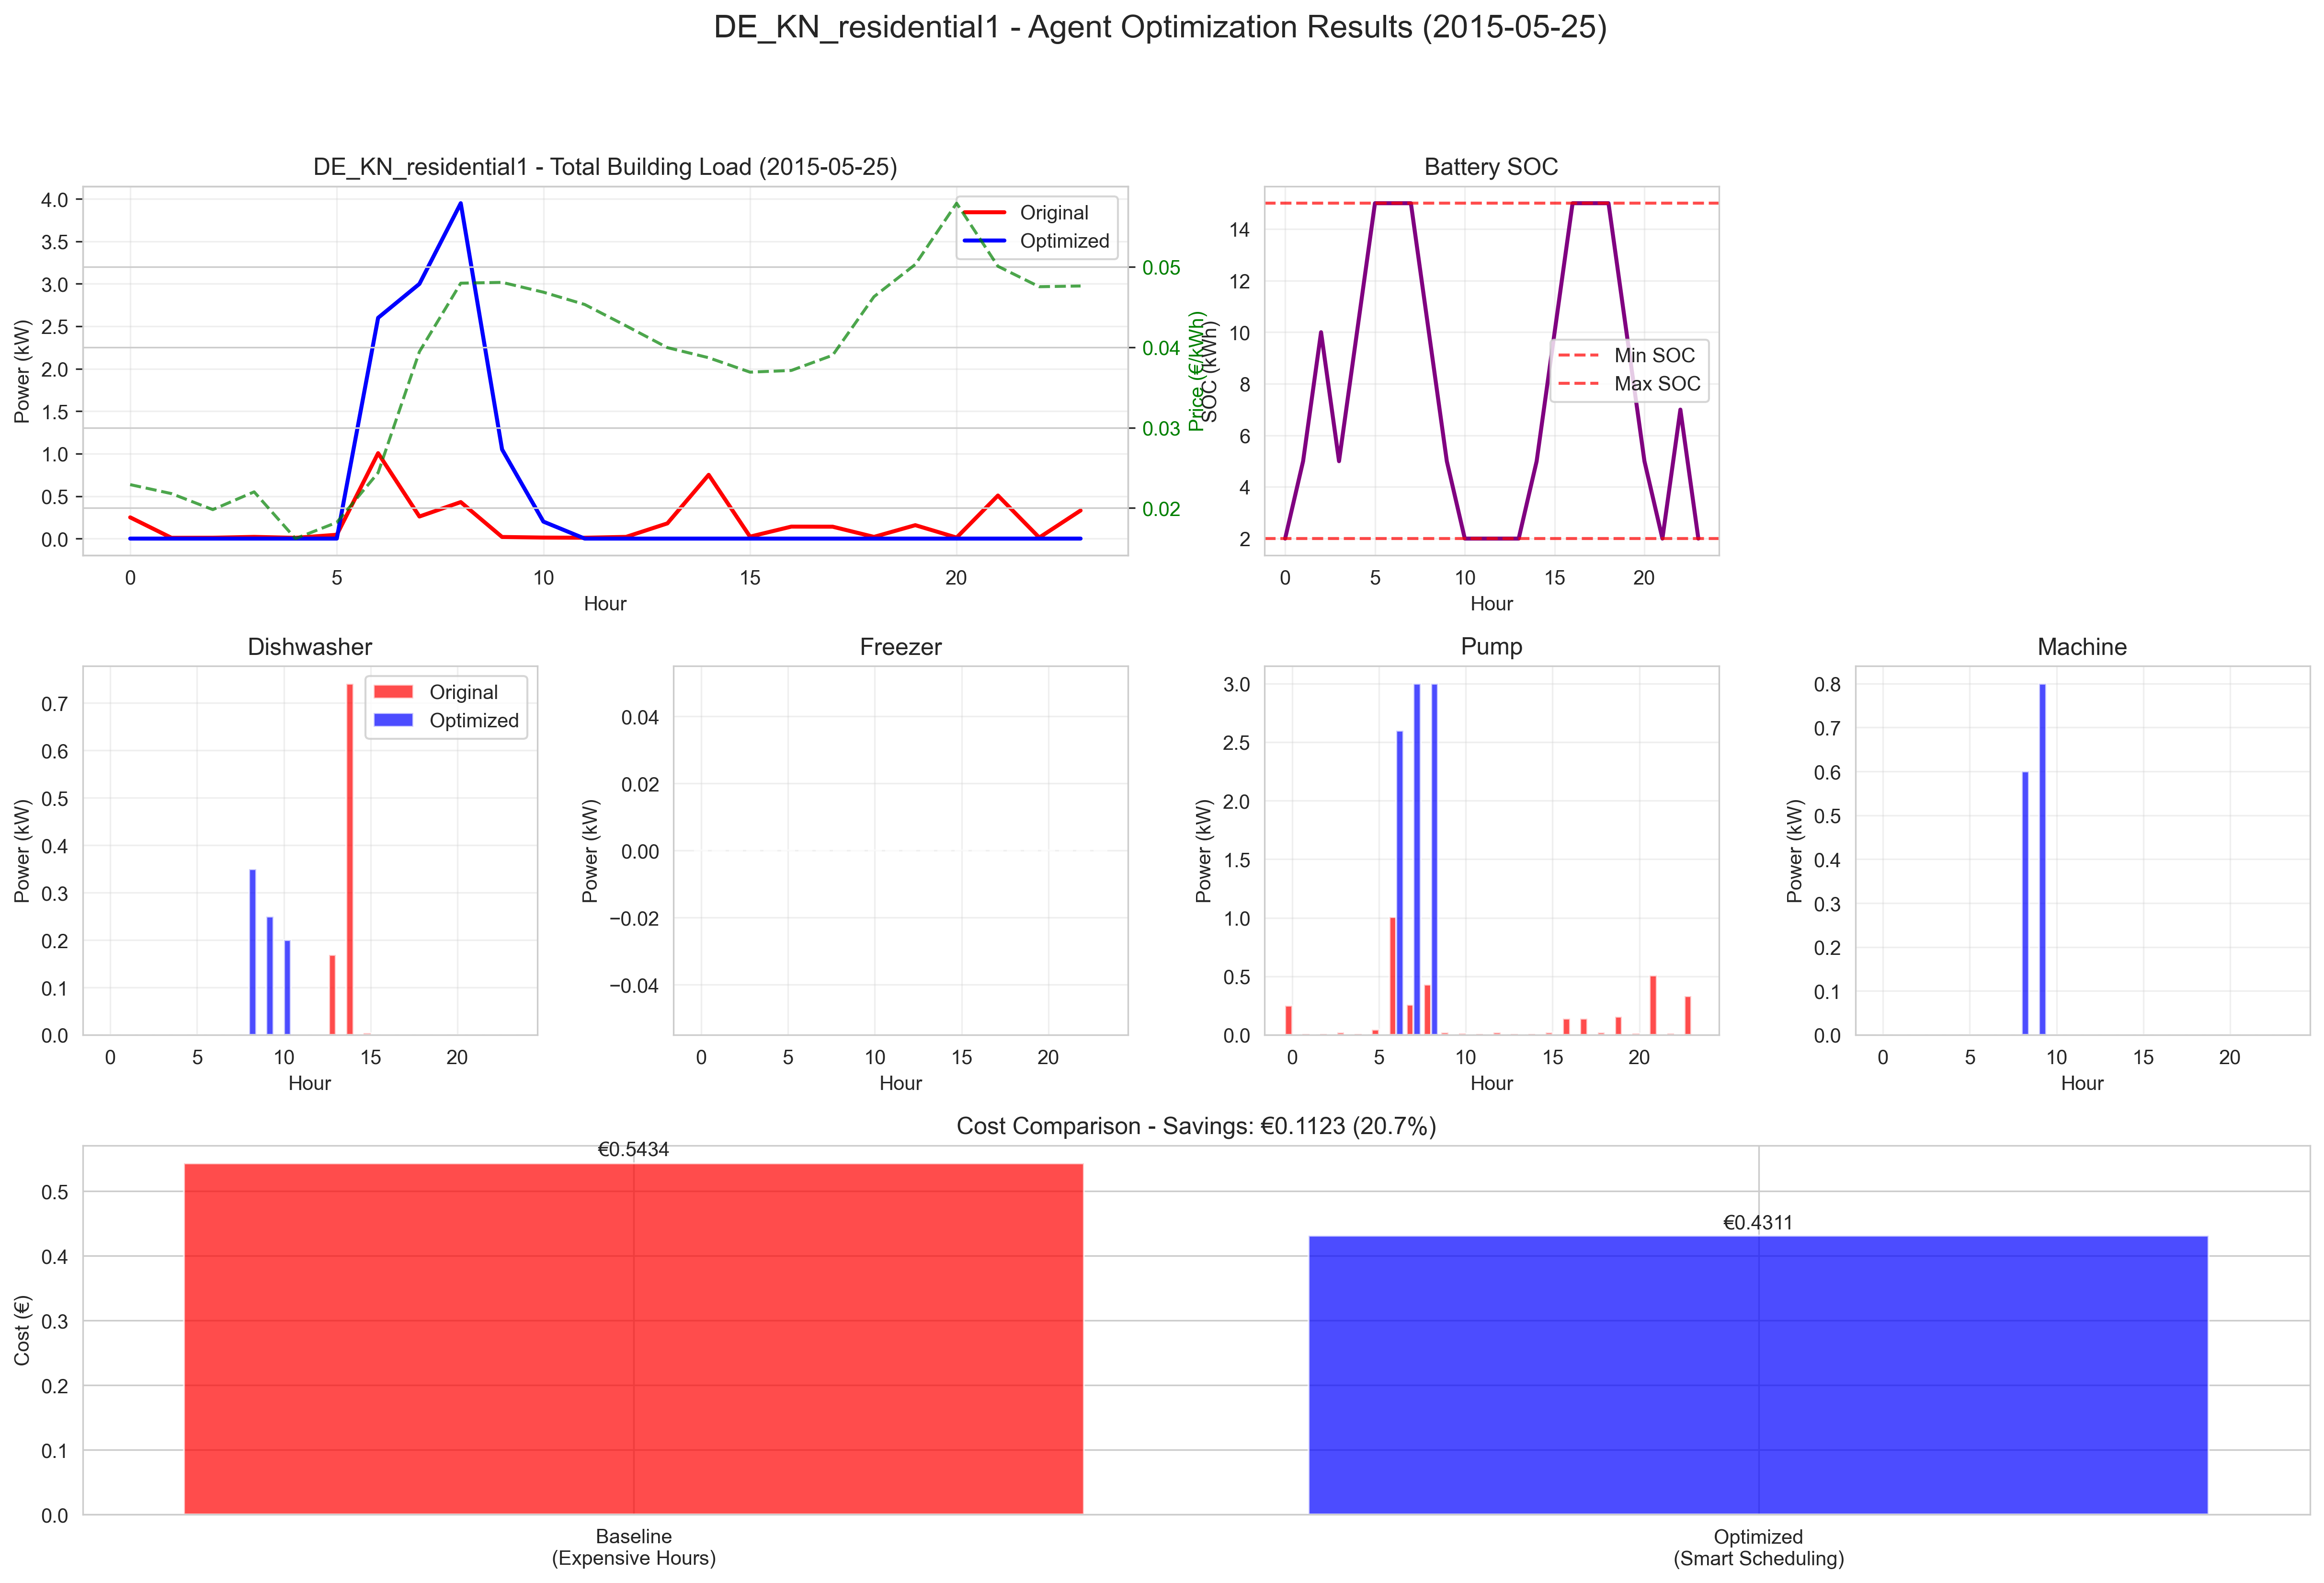 DE_KN_residential1 - Agent Optimization Results (2015-05-25)
DE_KN_residential1 - Total Building Load (2015-05-25)
Power (kW)
4.0
3.5
3.0
2.5
2.0
1.5
1.0
0.5
0.0
Original
Optimized
0.05
0.04
0.03
0.02
Price (€/kWh)
0 5 10 15 20
Hour
Battery SOC
SOC (kWh)
14
12
10
8
6
4
2
Min SOC
Max SOC
0 5 10 15 20
Hour
Dishwasher
Power (kW)
0.7
0.6
0.5
0.4
0.3
0.2
0.1
0.0
Original
Optimized
0 5 10 15 20
Hour
Freezer
Power (kW)
0.04
0.02
0.00
−0.02
−0.04
0 5 10 15 20
Hour
Pump
Power (kW)
3.0
2.5
2.0
1.5
1.0
0.5
0.0
0 5 10 15 20
Hour
Machine
Power (kW)
0.8
0.7
0.6
0.5
0.4
0.3
0.2
0.1
0.0
0 5 10 15 20
Hour
Cost Comparison - Savings: €0.1123 (20.7%)
Cost (€)
0.5
0.4
0.3
0.2
0.1
0.0
€0.5434
€0.4311
Baseline
(Expensive Hours)
Optimized
(Smart Scheduling)